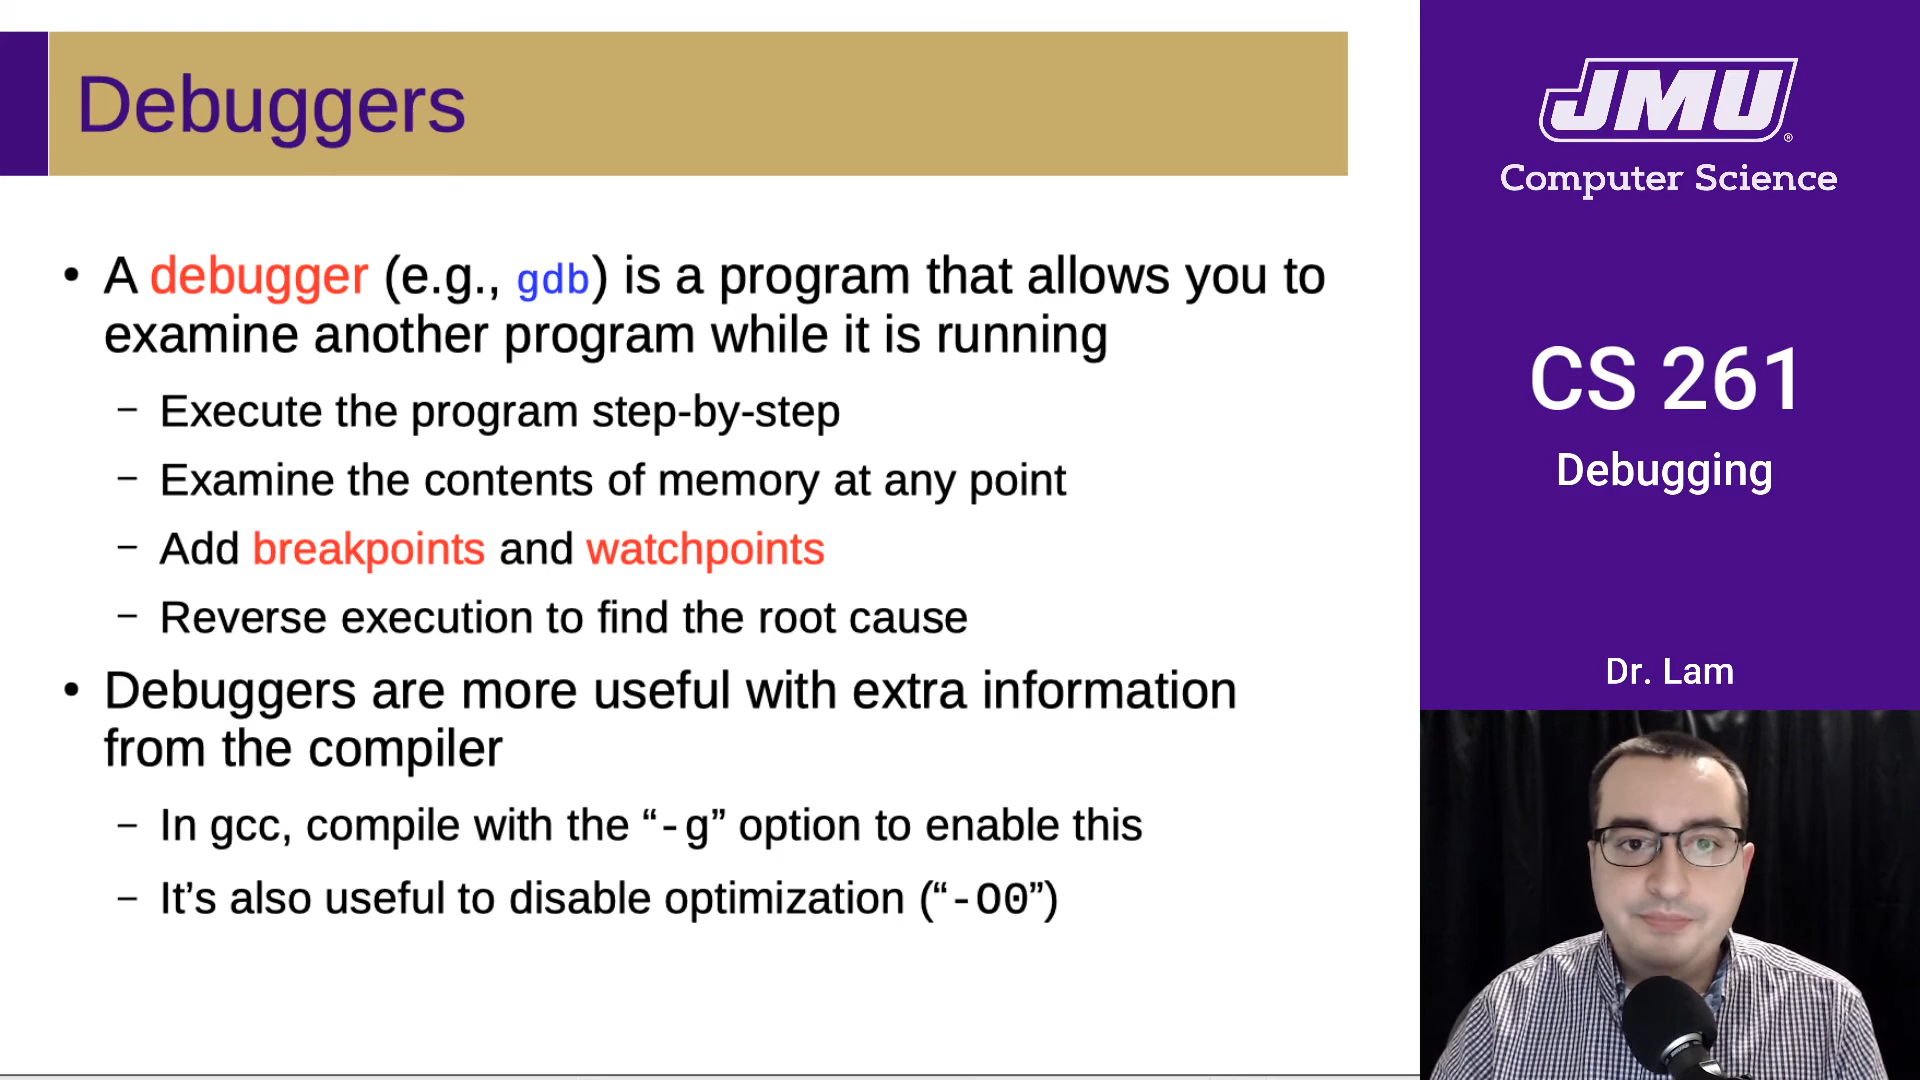 Debuggers
• A debugger (e.g., gdb) is a program that allows you to
examine another program while it is running
– Execute the program step-by-step
– Examine the contents of memory at any point
– Add breakpoints and watchpoints
– Reverse execution to find the root cause
• Debuggers are more useful with extra information
from the compiler
– In gcc, compile with the “-g” option to enable this
– It’s also useful to disable optimization (“-O0”)
JMU®
Computer Science
CS 261
Debugging
Dr. Lam